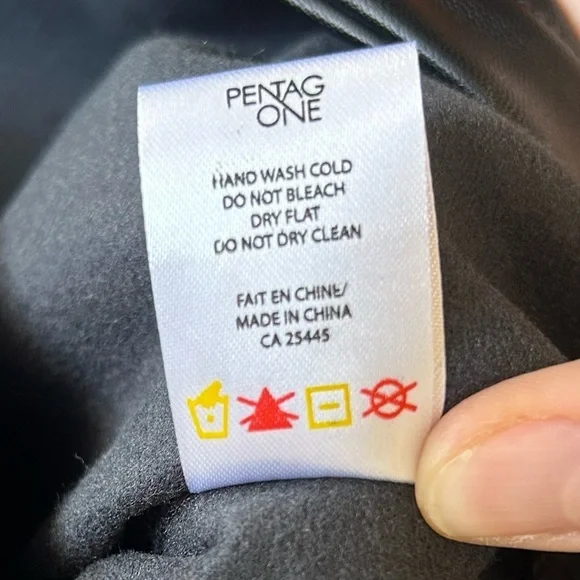 PENTAG
ONE
HAND WASH COLD
DO NOT BLEACH
DRY FLAT
DO NOT DRY CLEAN
FAIT EN CHINE/
MADE IN CHINA
CA 25445